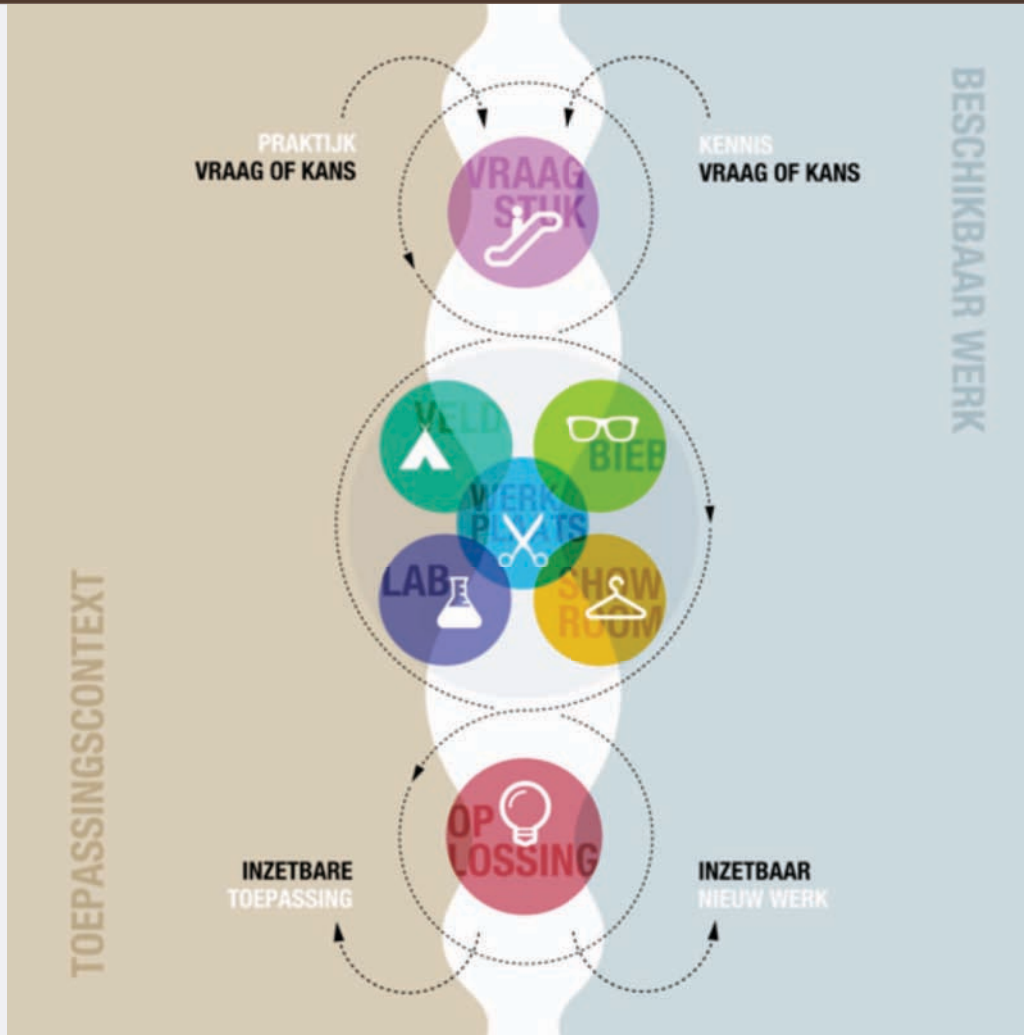 PRAKTIJK
VRAAG OF KANS
KENNIS
VRAAG OF KANS
BESCHIKBAAR WERK
VRAAG
STUK
VELD
BIEB
WERK
PLAATS
LAB
SHOW
ROOM
TOEPASSINGSCONTEXT
OP
LOSSING
INZETBARE
TOEPASSING
INZETBAAR
NIEUW WERK